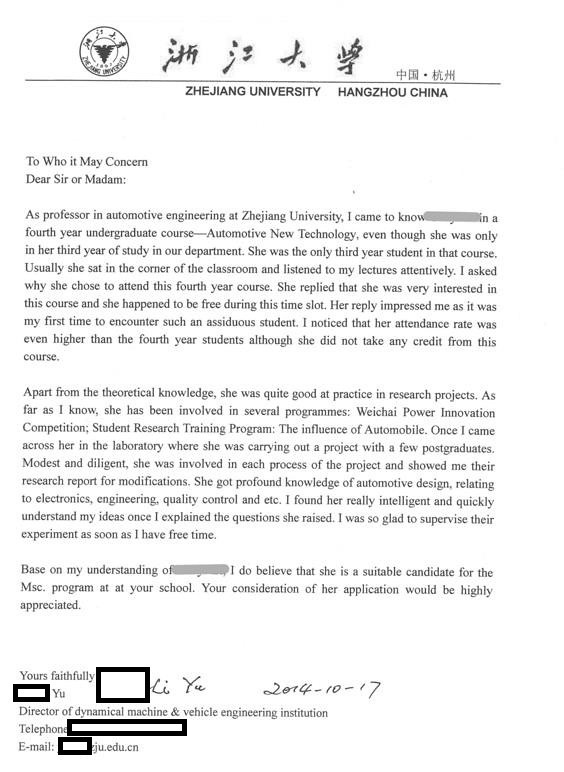 浙江大学
中国·杭州
ZHEJIANG UNIVERSITY HANGZHOU CHINA
ZHEJIANG UNIVERSITY
1897
To Who it May Concern
Dear Sir or Madam:
As professor in automotive engineering at Zhejiang University, I came to know in a
fourth year undergraduate course—Automotive New Technology, even though she was only
in her third year of study in our department. She was the only third year student in that course.
Usually she sat in the corner of the classroom and listened to my lectures attentively. I asked
why she chose to attend this fourth year course. She replied that she was very interested in
this course and she happened to be free during this time slot. Her reply impressed me as it was
my first time to encounter such an assiduous student. I noticed that her attendance rate was
even higher than the fourth year students although she did not take any credit from this
course.
Apart from the theoretical knowledge, she was quite good at practice in research projects. As
far as I know, she has been involved in several programmes: Weichai Power Innovation
Competition; Student Research Training Program: The influence of Automobile. Once I came
across her in the laboratory where she was carrying out a project with a few postgraduates.
Modest and diligent, she was involved in each process of the project and showed me their
research report for modifications. She got profound knowledge of automotive design, relating
to electronics, engineering, quality control and etc. I found her really intelligent and quickly
understand my ideas once I explained the questions she raised. I was so glad to supervise their
experiment as soon as I have free time.
Base on my understanding of I do believe that she is a suitable candidate for the
Msc. program at at your school. Your consideration of her application would be highly
appreciated.
Yours faithfully
Yu Li Yu 2014-10-17
Director of dynamical machine & vehicle engineering institution
Telephone
E-mail: zju.edu.cn